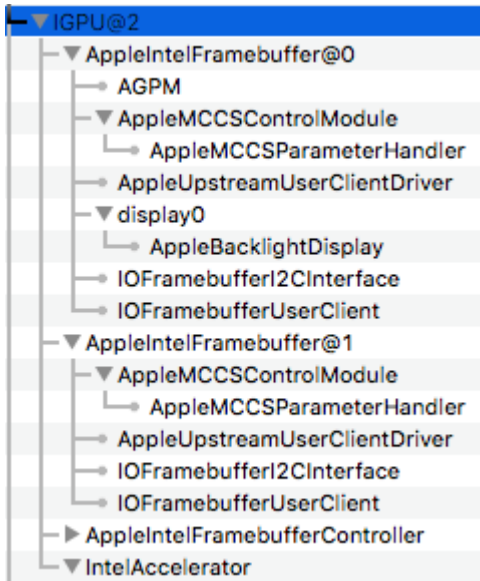 IGPU@2
AppleIntelFramebuffer@0
AGPM
AppleMCCSControlModule
AppleMCCSParameterHandler
AppleUpstreamUserClientDriver
display0
AppleBacklightDisplay
IOFramebufferI2CInterface
IOFramebufferUserClient
AppleIntelFramebuffer@1
AppleMCCSControlModule
AppleMCCSParameterHandler
AppleUpstreamUserClientDriver
IOFramebufferI2CInterface
IOFramebufferUserClient
AppleIntelFramebufferController
IntelAccelerator